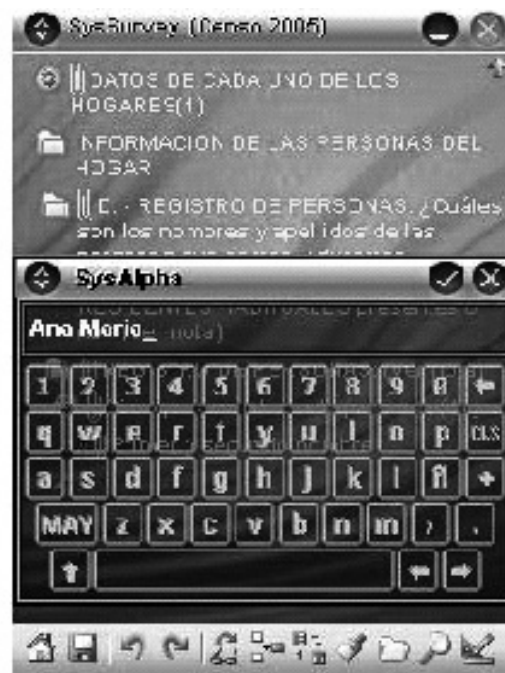 SysSurvey (Censo 2005)
DATOS DE CADA UNO DE LOS
HOGARES(1)
INFORMACION DE LAS PERSONAS DEL
HOGAR
- REGISTRO DE PERSONAS. ¿Cuáles
son los nombres y apellidos de las
SysAlpha
Ana Maria_
nota)
1 2 3 4 5 6 7 8 9 0
q w e r t y u i o p CLS
a s d f g h j k l ñ +
MAY z x c v b n m , .